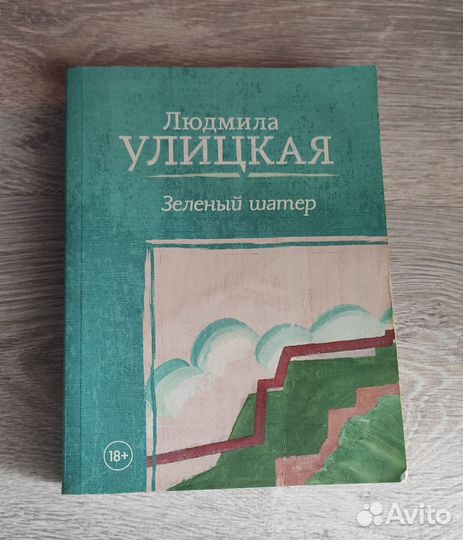 Людмила
УЛИЦКАЯ
Зеленый шатер
18+
Avito